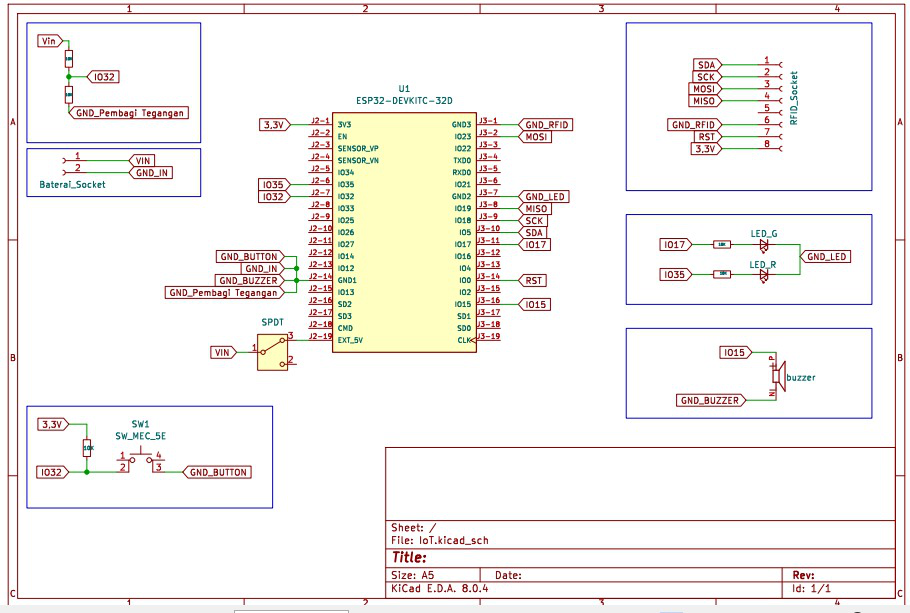 1 2 3 4
A
B
C
Vin
10K
IO32
10K
GND_Pembagi Tegangan
1 VIN
2 GND_IN
Baterai_Socket
U1
ESP32-DEVKITC-32D
3,3V J2-1 3V3
J2-2 EN
J2-3 SENSOR_VP
J2-4 SENSOR_VN
J2-5 IO34
IO35 J2-6 IO35
IO32 J2-7 IO32
J2-8 IO33
J2-9 IO25
J2-10 IO26
J2-11 IO27
GND_BUTTON J2-12 IO14
GND_IN J2-13 IO12
GND_BUZZER J2-14 GND1
GND_Pembagi Tegangan J2-15 IO13
J2-16 SD2
J2-17 SD3
J2-18 CMD
J2-19 EXT_5V
GND3 J3-1 GND_RFID
IO23 J3-2 MOSI
IO22 J3-3
TXD0 J3-4
RXD0 J3-5
IO21 J3-6
GND2 J3-7 GND_LED
IO19 J3-8 MISO
IO18 J3-9 SCK
IO5 J3-10 SDA
IO17 J3-11 IO17
IO16 J3-12
IO4 J3-13
IO0 J3-14 RST
IO2 J3-15
IO15 J3-16 IO15
SD1 J3-17
SD0 J3-18
CLK J3-19
SPDT
VIN 1
3
2
SDA 1
SCK 2
MOSI 3
MISO 4
5
GND_RFID 6
RST 7
3,3V 8
RFID_Socket
LED_G
IO17 10K
GND_LED
LED_R
IO35 10K
IO15
P
buzzer
N
GND_BUZZER
3,3V
SW1
SW_MEC_5E
10K
1 4
2 3
IO32
GND_BUTTON
Sheet: /
File: IoT.kicad_sch
Title:
Size: A5 Date: Rev:
KiCad E.D.A. 8.0.4 Id: 1/1
A
B
C
1 2 3 4